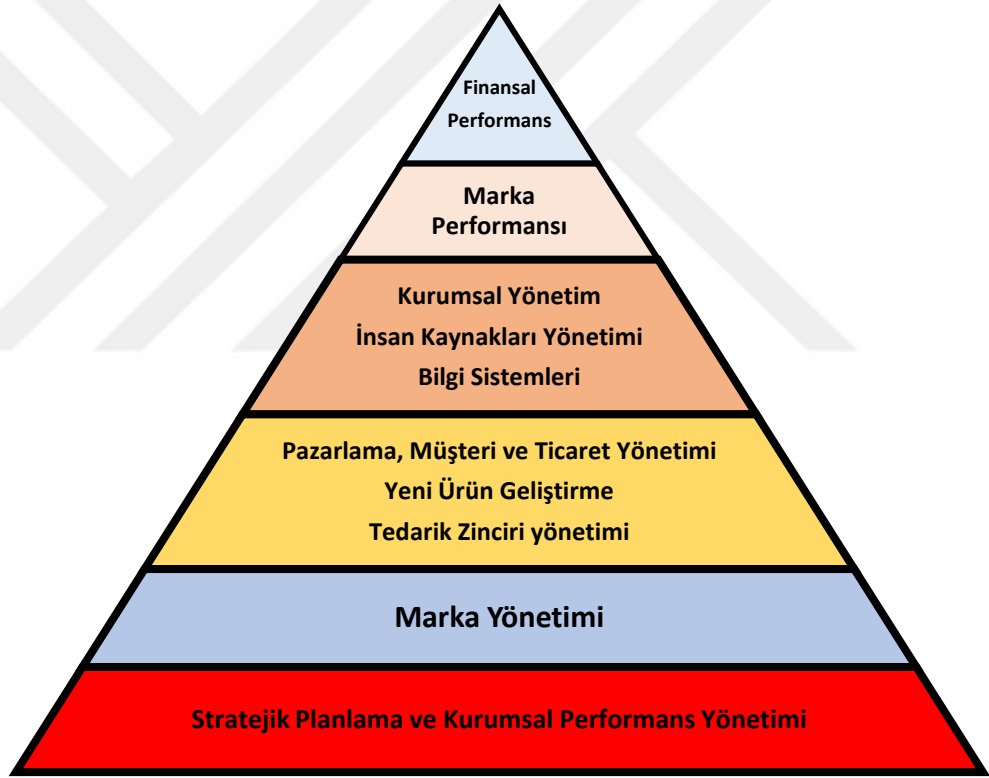 Finansal
Performans
Marka
Performansı
Kurumsal Yönetim
İnsan Kaynakları Yönetimi
Bilgi Sistemleri
Pazarlama, Müşteri ve Ticaret Yönetimi
Yeni Ürün Geliştirme
Tedarik Zinciri yönetimi
Marka Yönetimi
Stratejik Planlama ve Kurumsal Performans Yönetimi